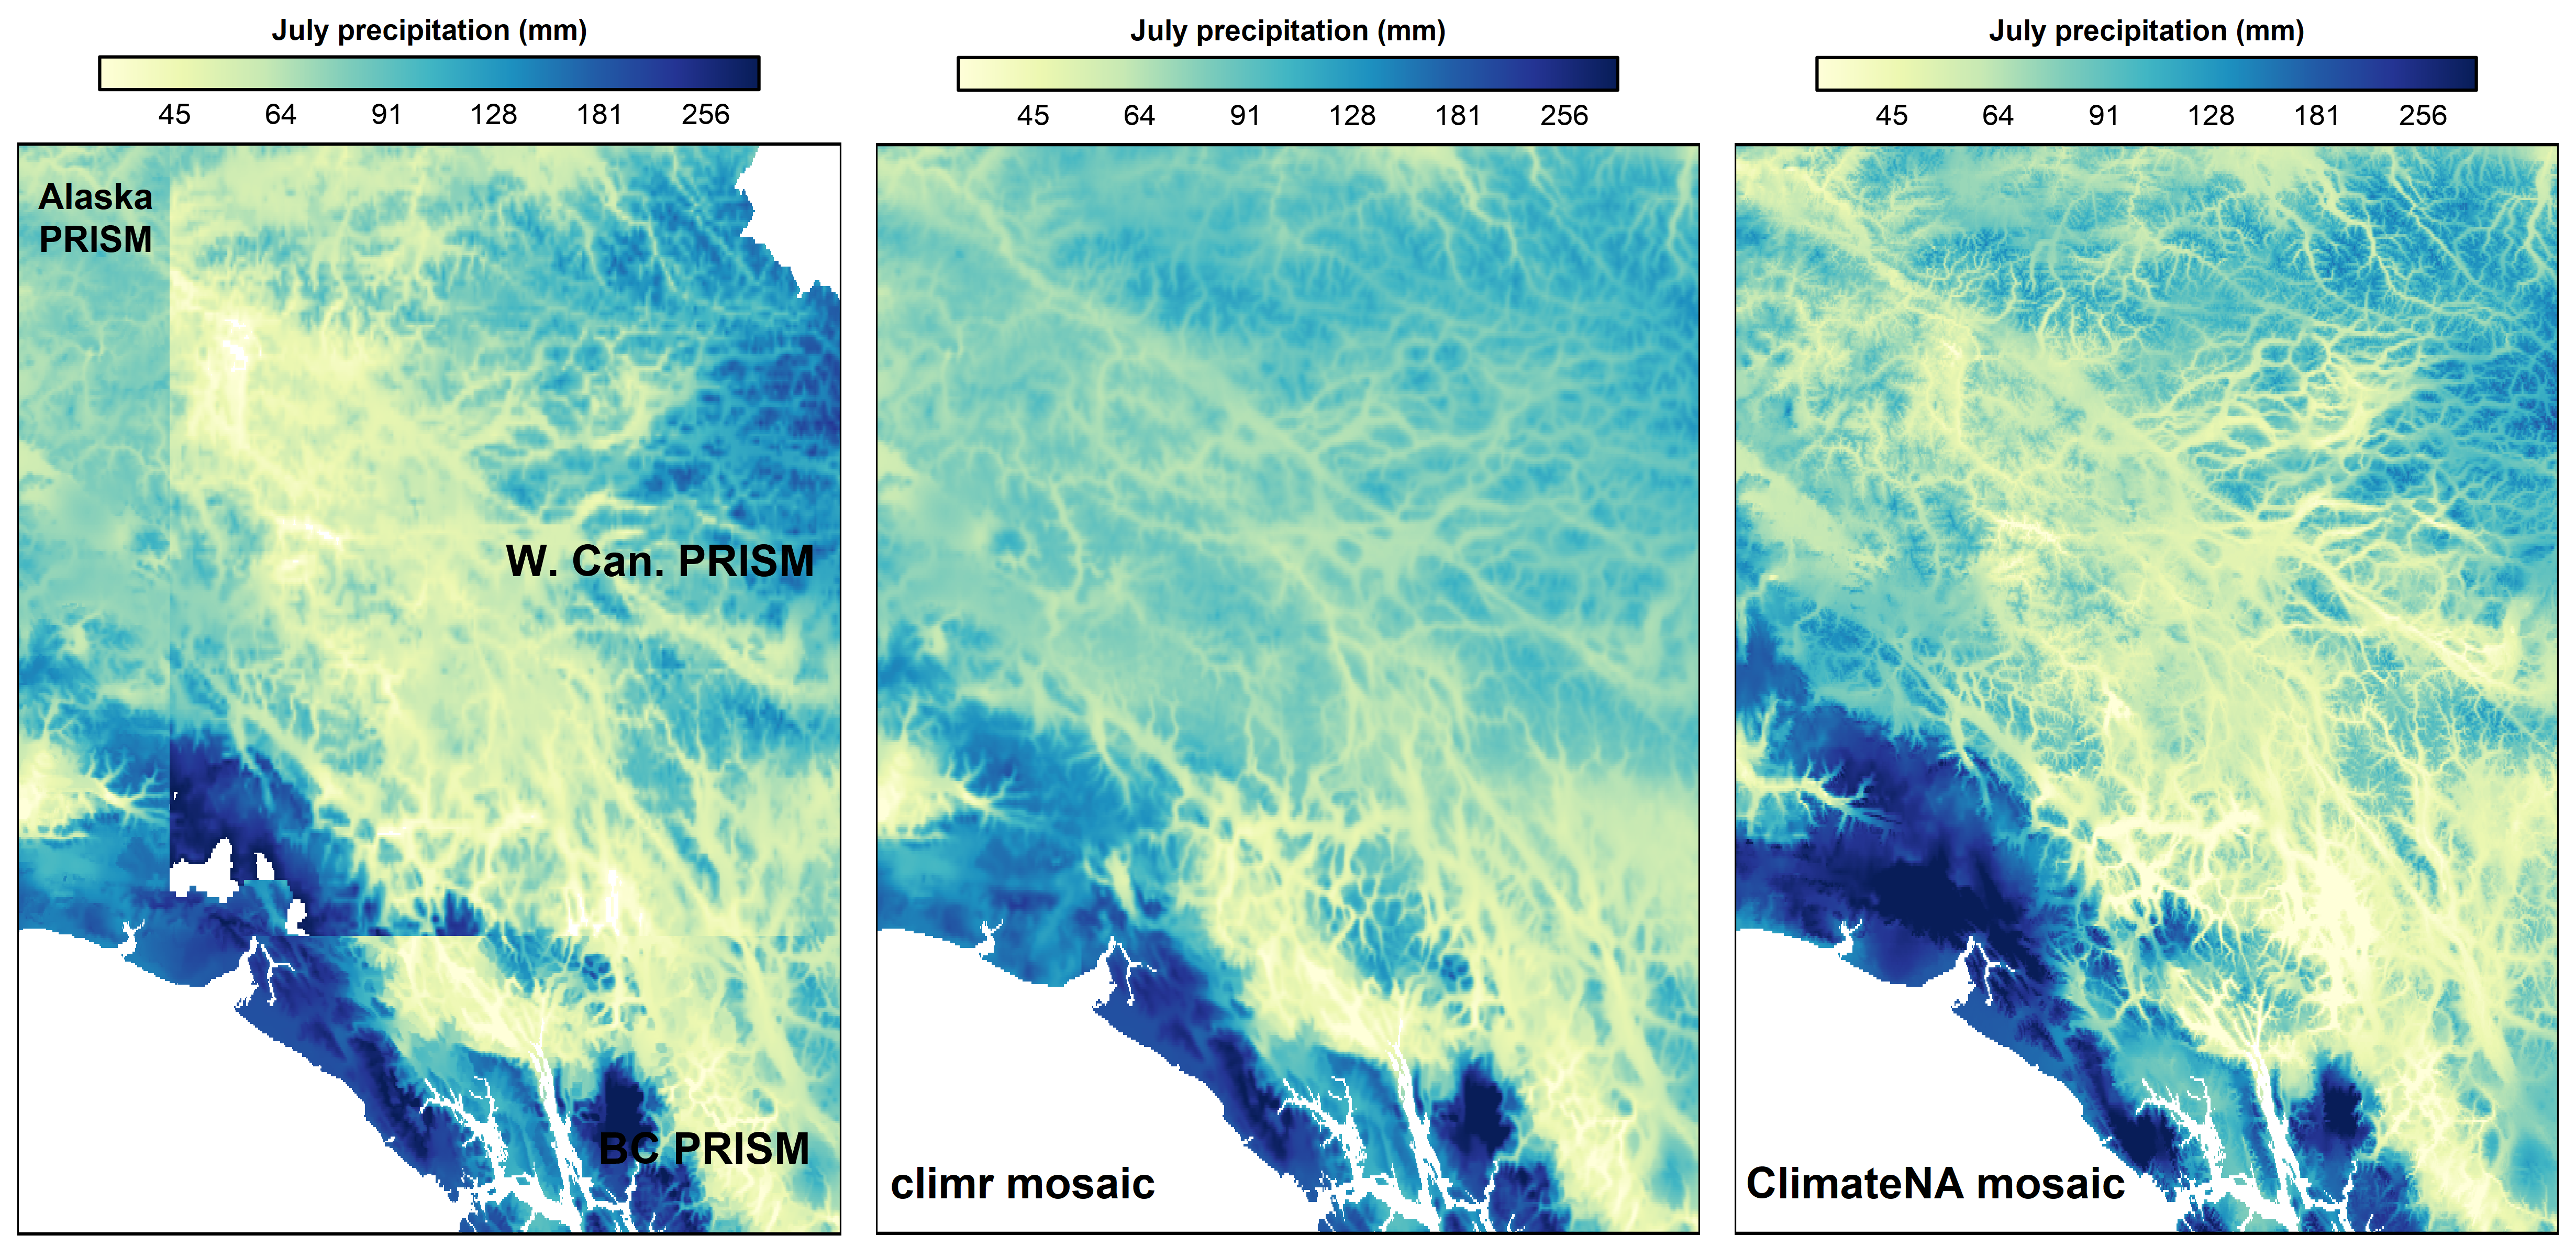 July precipitation (mm)
45 64 91 128 181 256
Alaska
PRISM
W. Can. PRISM
BC PRISM
July precipitation (mm)
45 64 91 128 181 256
climr mosaic
July precipitation (mm)
45 64 91 128 181 256
ClimateNA mosaic